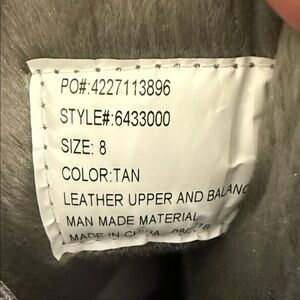 PO#:4227113896
STYLE#:6433000
SIZE: 8
COLOR:TAN
LEATHER UPPER AND BALANC
MAN MADE MATERIAL
MADE IN CHINA